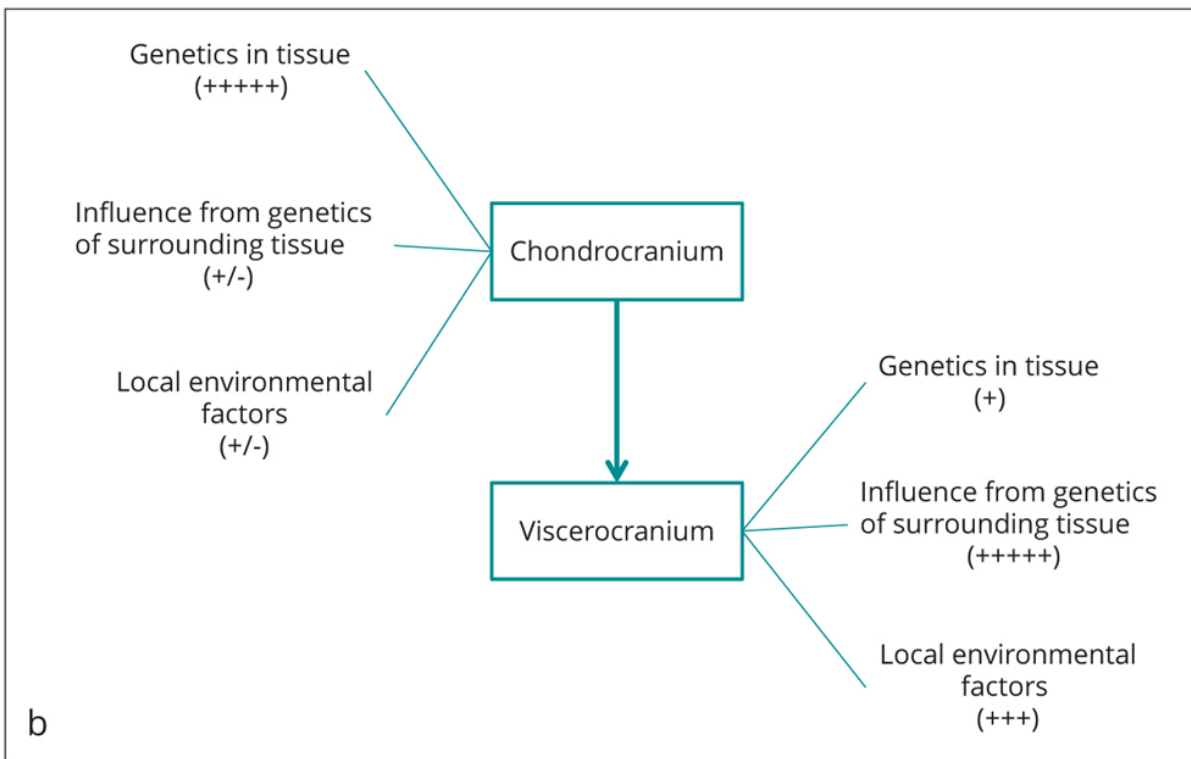 Genetics in tissue
(+++++)
Influence from genetics
of surrounding tissue
(+/-)
Local environmental
factors
(+/-)
Chondrocranium
Viscerocranium
Genetics in tissue
(+)
Influence from genetics
of surrounding tissue
(+++++)
Local environmental
factors
(+++)
b